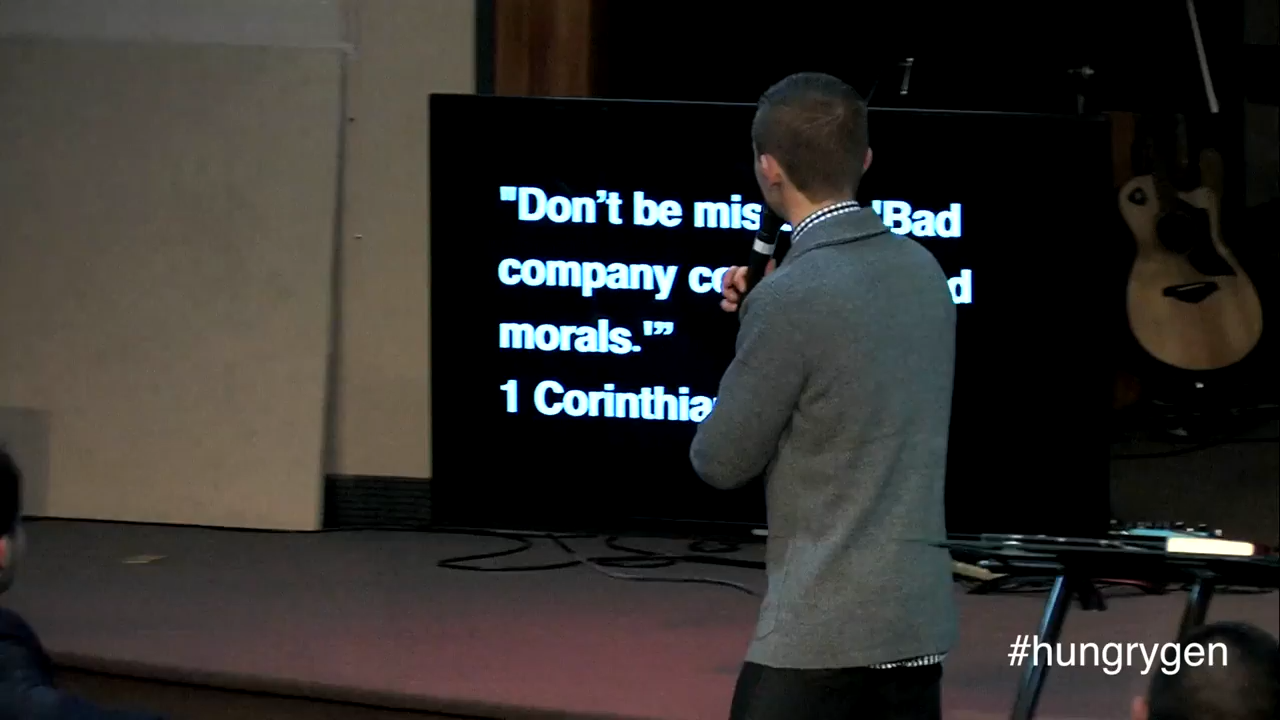 "Don't be mis 'Bad
company co d
morals.'”
1 Corinthia
#hungrygen